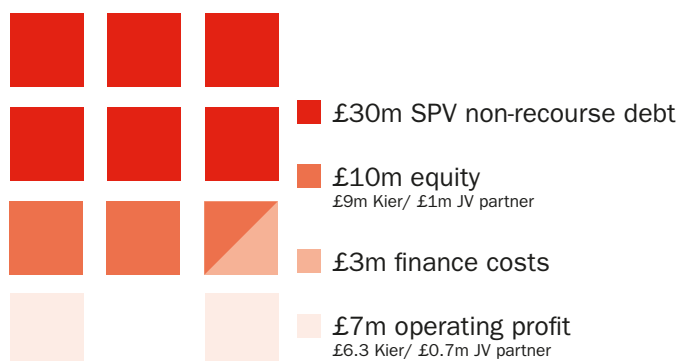 £30m SPV non-recourse debt
£10m equity
£9m Kier/ £1m JV partner
£3m finance costs
£7m operating profit
£6.3 Kier/ £0.7m JV partner